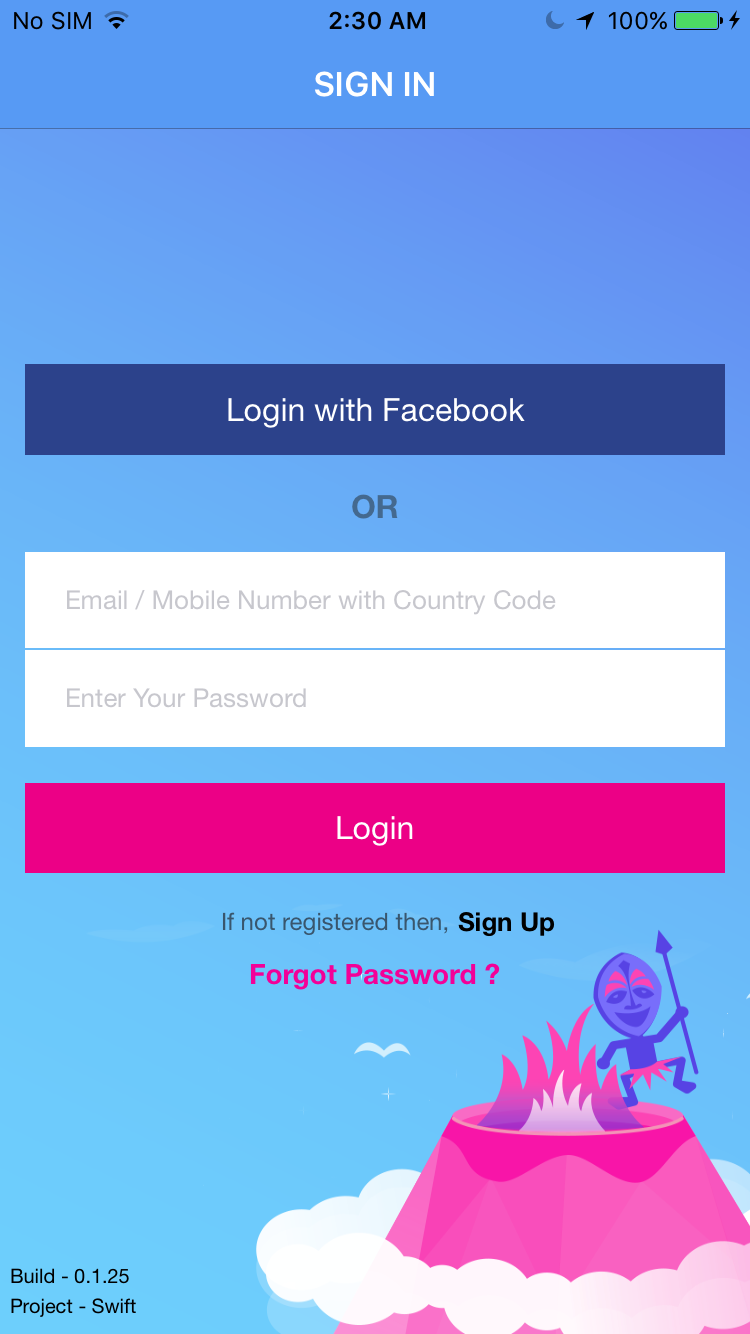 No SIM 2:30 AM 100%
SIGN IN
Login with Facebook
OR
Email / Mobile Number with Country Code
Enter Your Password
Login
If not registered then, Sign Up
Forgot Password ?
Build - 0.1.25
Project - Swift